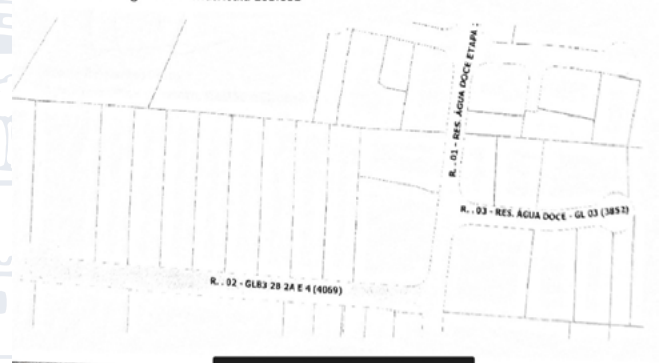 R. . 01 - RES. ÁGUA DOCE ETAPA
R. . 03 - RES. ÁGUA DOCE - GL 03 (3852)
R. . 02 - GLB3 2B 2A E 4 (4069)